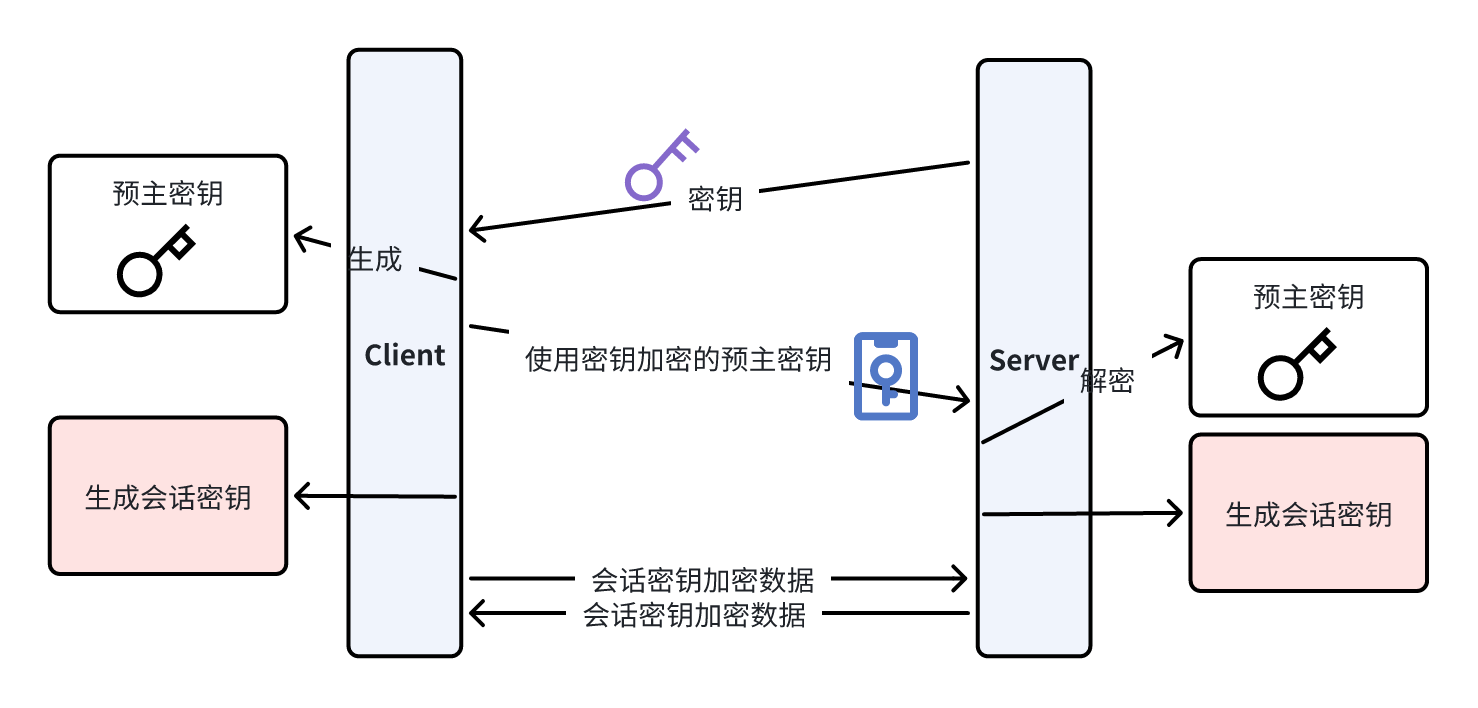 密钥
预主密钥
生成
预主密钥
Client
使用密钥加密的预主密钥
Server
解密
生成会话密钥
生成会话密钥
会话密钥加密数据
会话密钥加密数据